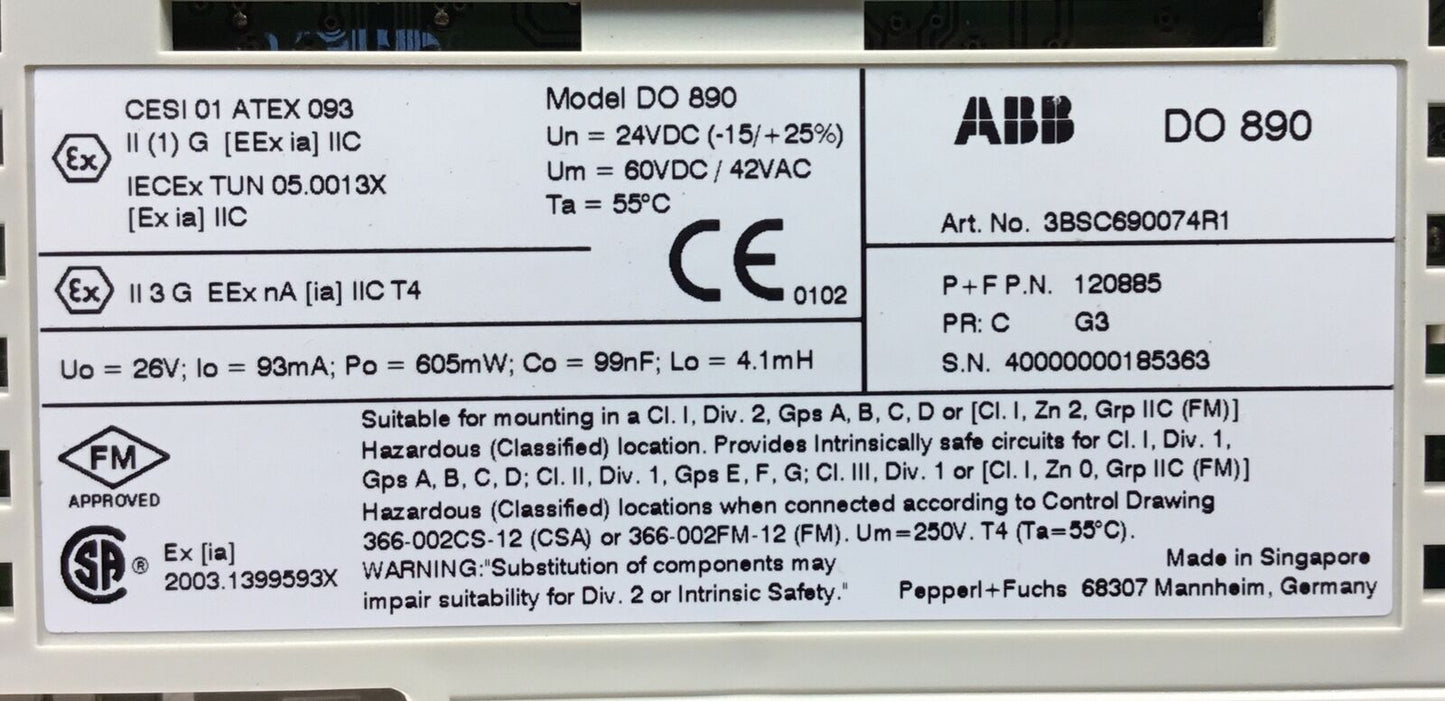 CESI 01 ATEX 093
II (1) G [EEx ia] IIC
IECEx TUN 05.0013X
[Ex ia] IIC
Ex
Model DO 890
Un = 24VDC (-15/+25%)
Um = 60VDC / 42VAC
Ta = 55°C
CE 0102
ABB DO 890
Art. No. 3BSC690074R1
Ex II 3 G EEx nA [ia] IIC T4
P+F P.N. 120885
PR: C G3
S.N. 40000000185363
Uo = 26V; Io = 93mA; Po = 605mW; Co = 99nF; Lo = 4.1mH
FM
APPROVED
SA ® Ex [ia]
2003.1399593X
Suitable for mounting in a Cl. I, Div. 2, Gps A, B, C, D or [Cl. I, Zn 2, Grp IIC (FM)]
Hazardous (Classified) location. Provides Intrinsically safe circuits for Cl. I, Div. 1,
Gps A, B, C, D; Cl. II, Div. 1, Gps E, F, G; Cl. III, Div. 1 or [Cl. I, Zn 0, Grp IIC (FM)]
Hazardous (Classified) locations when connected according to Control Drawing
366-002CS-12 (CSA) or 366-002FM-12 (FM). Um=250V. T4 (Ta=55°C).
WARNING:"Substitution of components may
impair suitability for Div. 2 or Intrinsic Safety."
Made in Singapore
Pepperl+Fuchs 68307 Mannheim, Germany